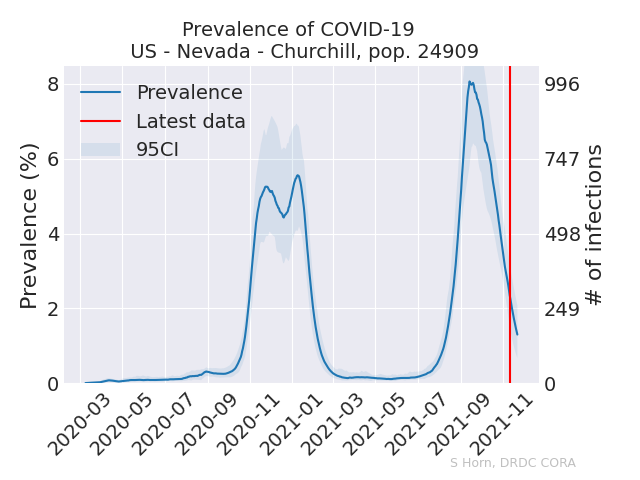 Prevalence of COVID-19
US - Nevada - Churchill, pop. 24909
Prevalence (%)
8
6
4
2
0
Prevalence
Latest data
95CI
996
747
498
249
0
# of infections
2020-03
2020-05
2020-07
2020-09
2020-11
2021-01
2021-03
2021-05
2021-07
2021-09
2021-11
S Horn, DRDC CORA